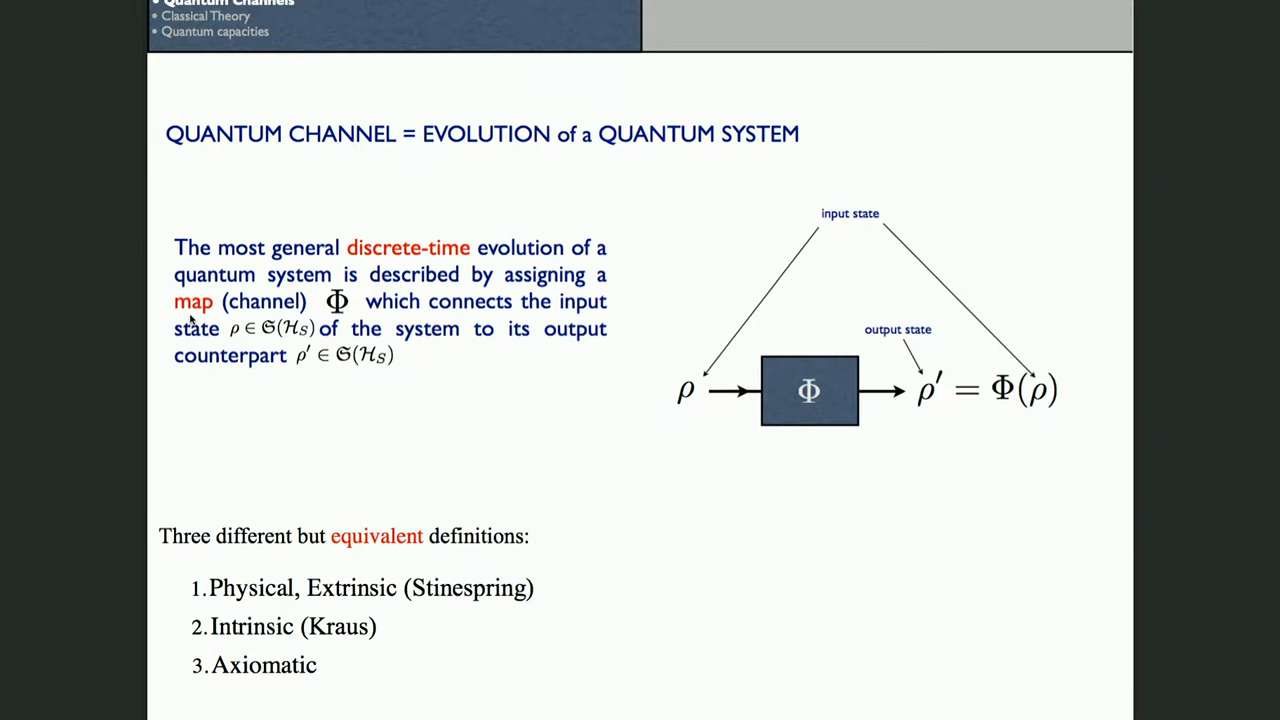 • Quantum Channels
• Classical Theory
• Quantum capacities
QUANTUM CHANNEL = EVOLUTION of a QUANTUM SYSTEM
The most general discrete-time evolution of a
quantum system is described by assigning a
map (channel) Φ which connects the input
state ρ ∈ 𝔖(ℋ_S) of the system to its output
counterpart ρ′ ∈ 𝔖(ℋ_S)
input state
output state
ρ Φ ρ′ = Φ(ρ)
Three different but equivalent definitions:
1. Physical, Extrinsic (Stinespring)
2. Intrinsic (Kraus)
3. Axiomatic